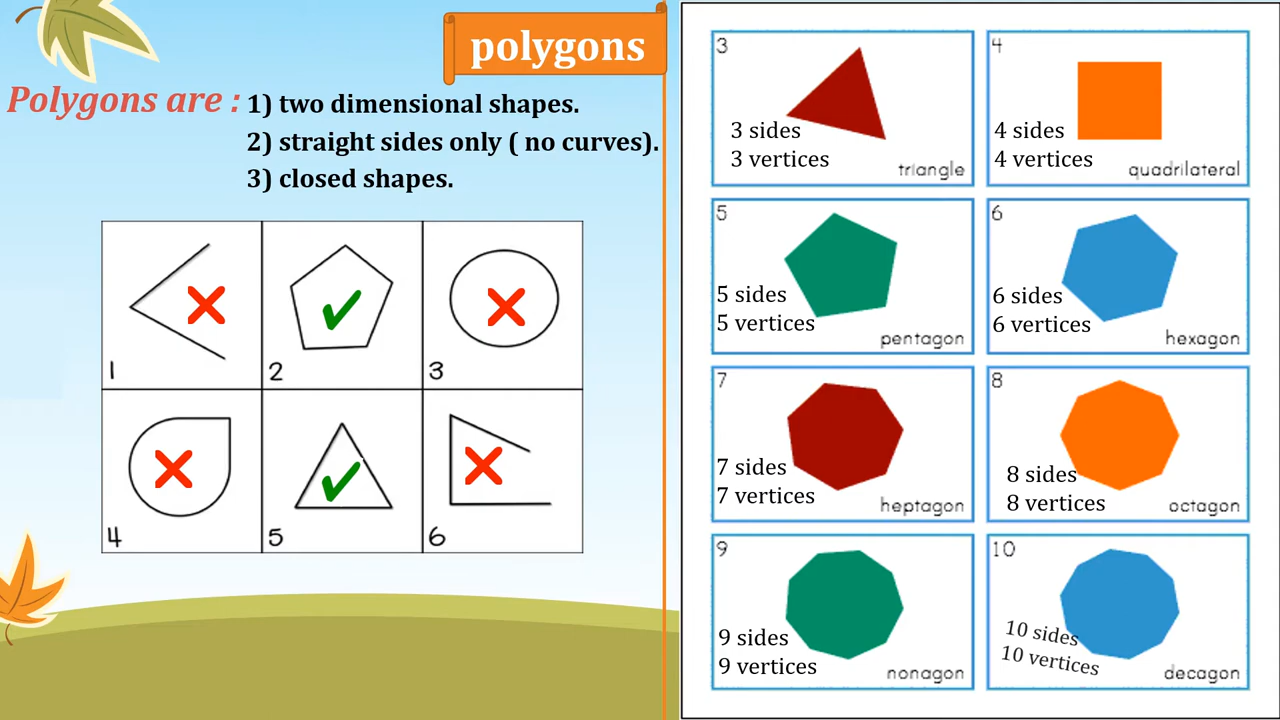 polygons
Polygons are :
1) two dimensional shapes.
2) straight sides only ( no curves).
3) closed shapes.
1
2
3
4
5
6
3
3 sides
3 vertices
triangle
4
4 sides
4 vertices
quadrilateral
5
5 sides
5 vertices
pentagon
6
6 sides
6 vertices
hexagon
7
7 sides
7 vertices
heptagon
8
8 sides
8 vertices
octagon
9
9 sides
9 vertices
nonagon
10
10 sides
10 vertices
decagon